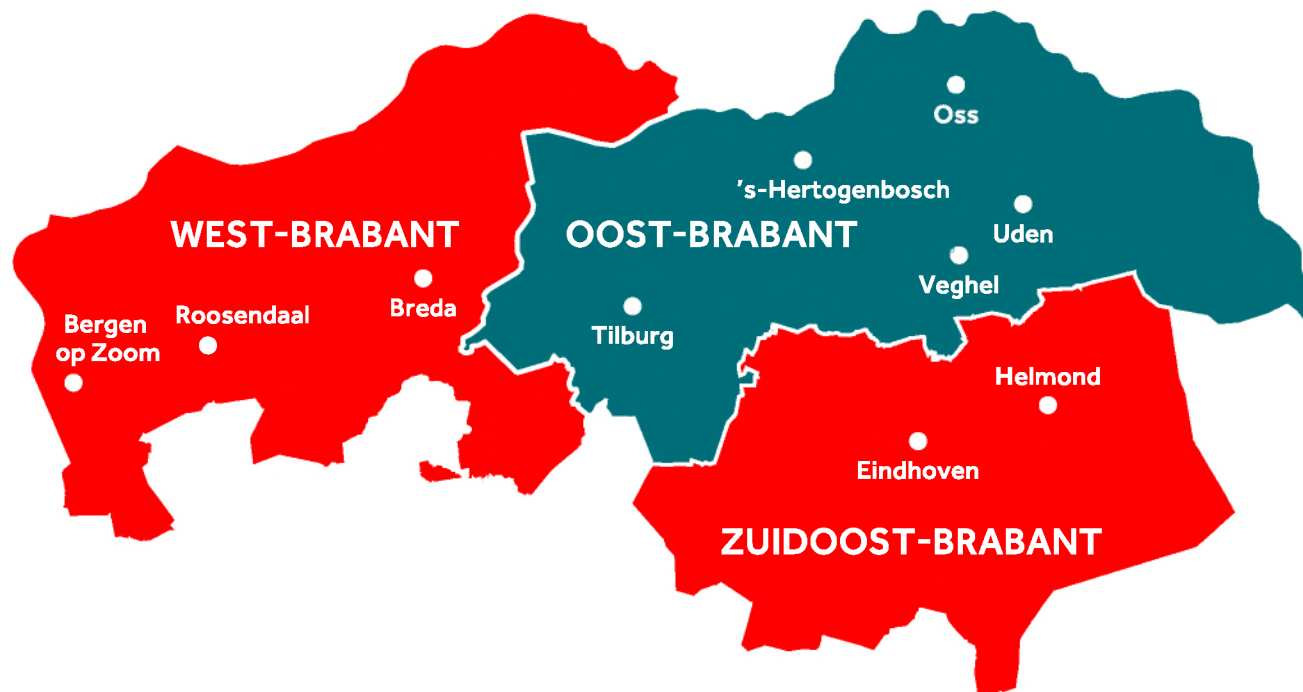 Oss
's-Hertogenbosch
WEST-BRABANT
OOST-BRABANT
Uden
Veghel
Breda
Roosendaal
Bergen
op Zoom
Tilburg
Helmond
Eindhoven
ZUIDOOST-BRABANT